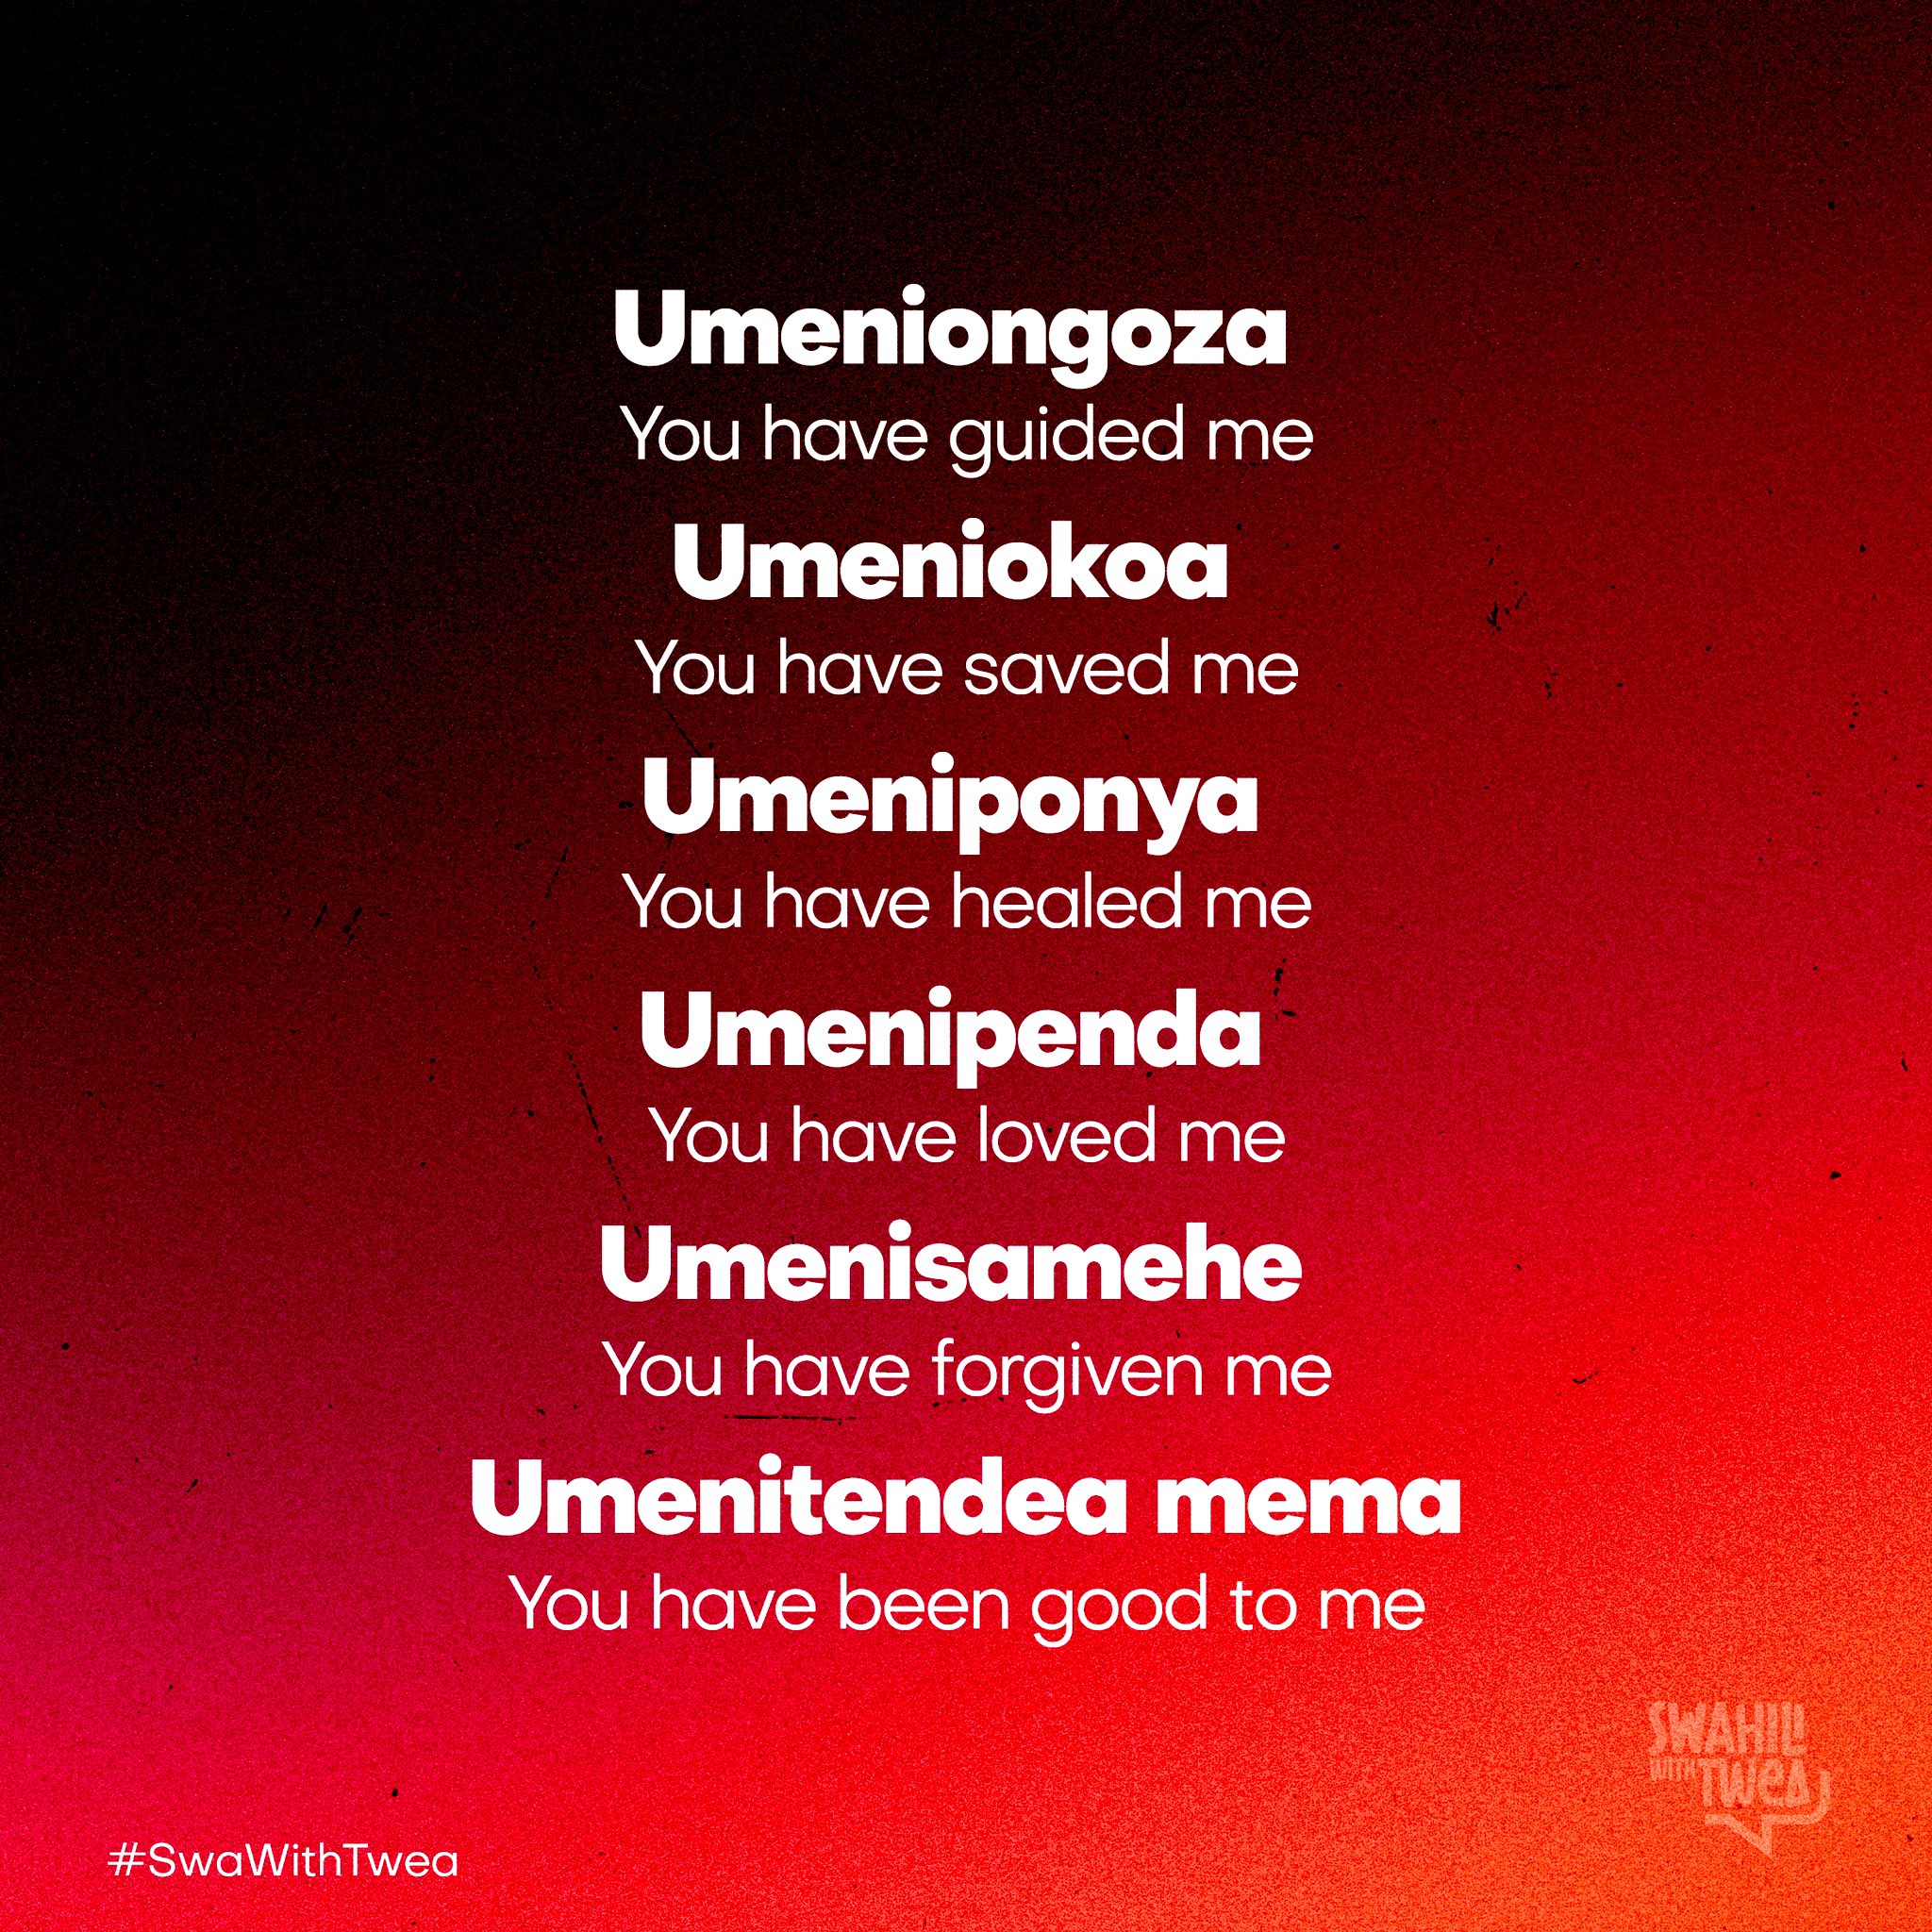 Umeniongoza
You have guided me
Umeniokoa
You have saved me
Umeniponya
You have healed me
Umenipenda
You have loved me
Umenisamehe
You have forgiven me
Umenitendea mema
You have been good to me
SWAHILI
WITH TWEA
#SwaWithTwea